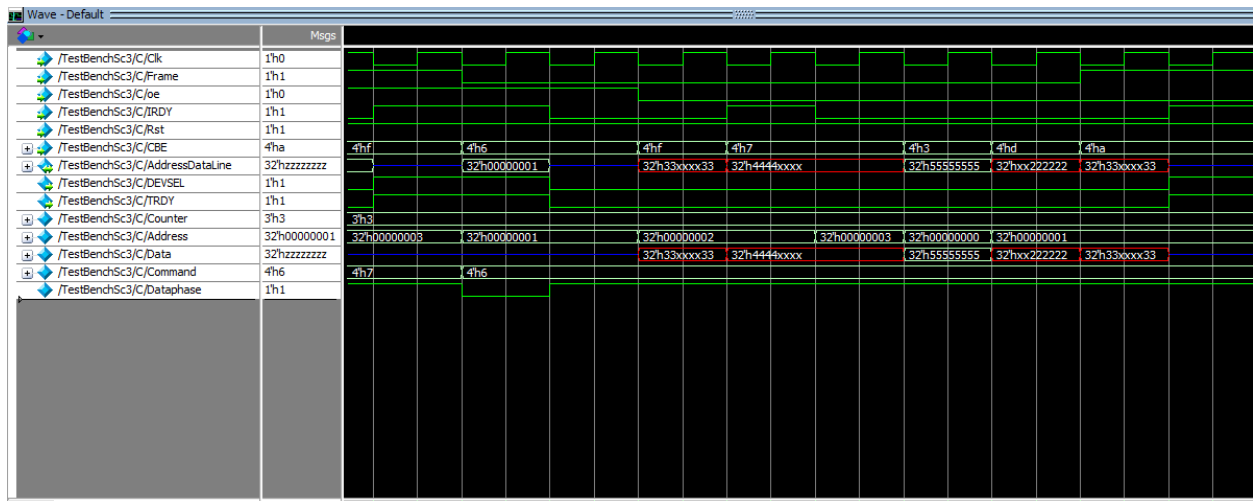 Wave - Default
Msgs
/TestBenchSc3/C/Clk 1'h0
/TestBenchSc3/C/Frame 1'h1
/TestBenchSc3/C/oe 1'h0
/TestBenchSc3/C/IRDY 1'h1
/TestBenchSc3/C/Rst 1'h1
/TestBenchSc3/C/CBE 4'ha 4'hf 4'h6 4'hf 4'h7 4'h3 4'hd 4'ha
/TestBenchSc3/C/AddressDataLine 32'hzzzzzzzz 32'h00000001 32'h33xxxx33 32'h4444xxxx 32'h55555555 32'hxx222222 32'h33xxxx33
/TestBenchSc3/C/DEVSEL 1'h1
/TestBenchSc3/C/TRDY 1'h1
/TestBenchSc3/C/Counter 3'h3 3'h3
/TestBenchSc3/C/Address 32'h00000001 32'h00000003 32'h00000001 32'h00000002 32'h00000003 32'h00000000 32'h00000001
/TestBenchSc3/C/Data 32'hzzzzzzzz 32'h33xxxx33 32'h4444xxxx 32'h55555555 32'hxx222222 32'h33xxxx33
/TestBenchSc3/C/Command 4'h6 4'h7 4'h6
/TestBenchSc3/C/Dataphase 1'h1